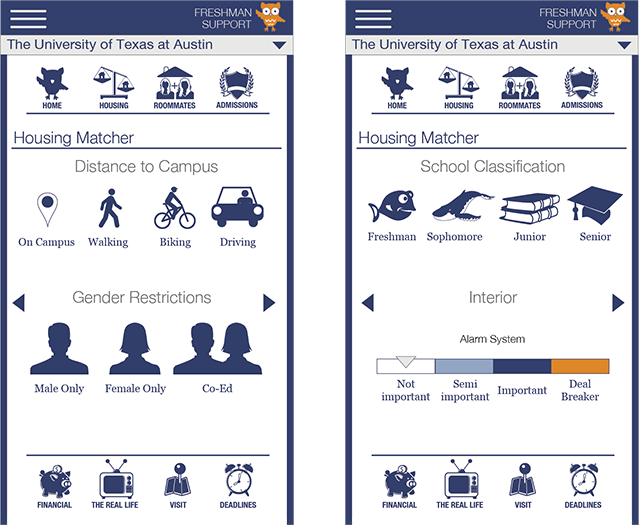 FRESHMAN
SUPPORT
The University of Texas at Austin
HOME HOUSING ROOMMATES ADMISSIONS
Housing Matcher
Distance to Campus
On Campus Walking Biking Driving
Gender Restrictions
Male Only Female Only Co-Ed
FINANCIAL THE REAL LIFE VISIT DEADLINES
FRESHMAN
SUPPORT
The University of Texas at Austin
HOME HOUSING ROOMMATES ADMISSIONS
Housing Matcher
School Classification
Freshman Sophomore Junior Senior
Interior
Alarm System
Not important Semi important Important Deal Breaker
FINANCIAL THE REAL LIFE VISIT DEADLINES